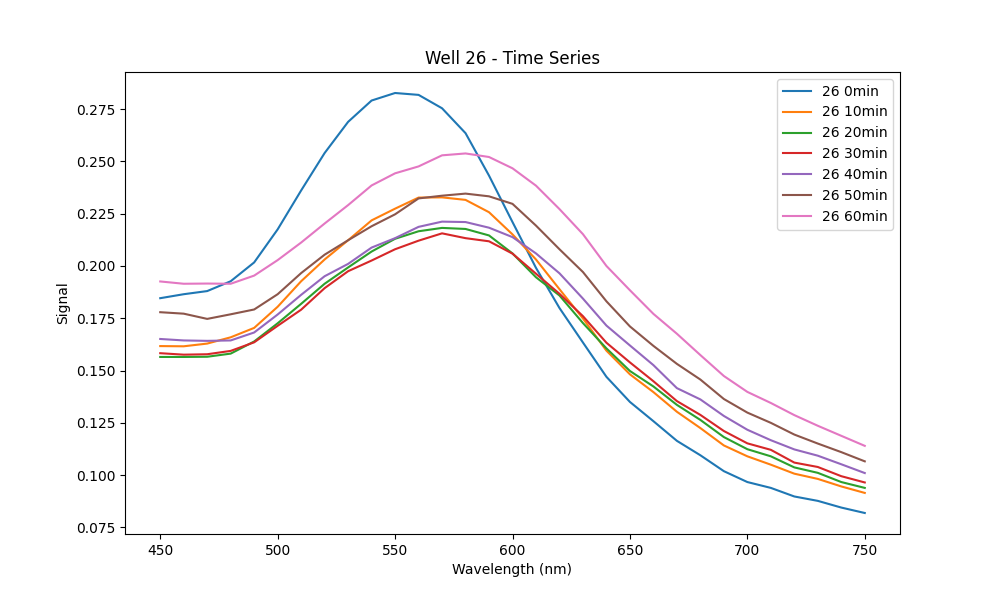 Well 26 - Time Series
26 0min
26 10min
26 20min
26 30min
26 40min
26 50min
26 60min
Signal
0.275
0.250
0.225
0.200
0.175
0.150
0.125
0.100
0.075
450 500 550 600 650 700 750
Wavelength (nm)